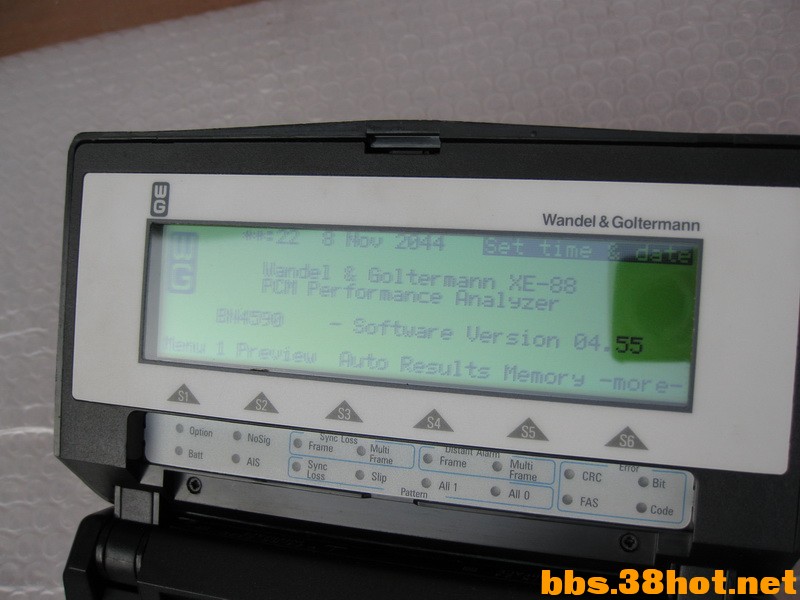 WG
Wandel & Goltermann
WG
**:22 8 Nov 2044 Set time & date
Wandel & Goltermann XE-88
PCM Performance Analyzer
BN4590 - Software Version 04.55
Menu 1 Preview Auto Results Memory -more-
S1 S2 S3 S4 S5 S6
Option NoSig Sync Loss Distant Alarm Error
Frame Multi Frame Frame Multi Frame CRC Bit
Batt AIS Sync Loss Slip All 1 All 0 FAS Code
Pattern
bbs.38hot.net